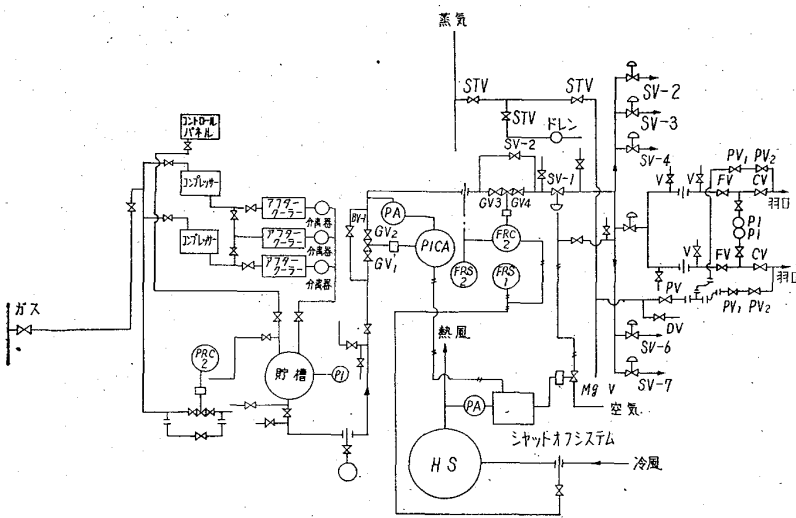 蒸気
STV
STV
STV
ドレン
SV-2
SV-3
SV-4
SV-2
SV-1
コントロール
パネル
コンプレッサー
コンプレッサー
アフター
クーラー
分離器
アフター
クーラー
分離器
アフター
クーラー
分離器
BV-1
PA
GV2
GV1
PICA
GV3
GV4
FRC
2
FRS
2
FRS
1
V
V
PV1
PV2
FV
CV
羽口
PI
PI
V
FV
CV
羽口
PV
PV1
PV2
DV
SV-6
SV-7
ガス
PRC
2
貯槽
PI
熱風
PA
Mg V
空気
シャットオフシステム
HS
冷風